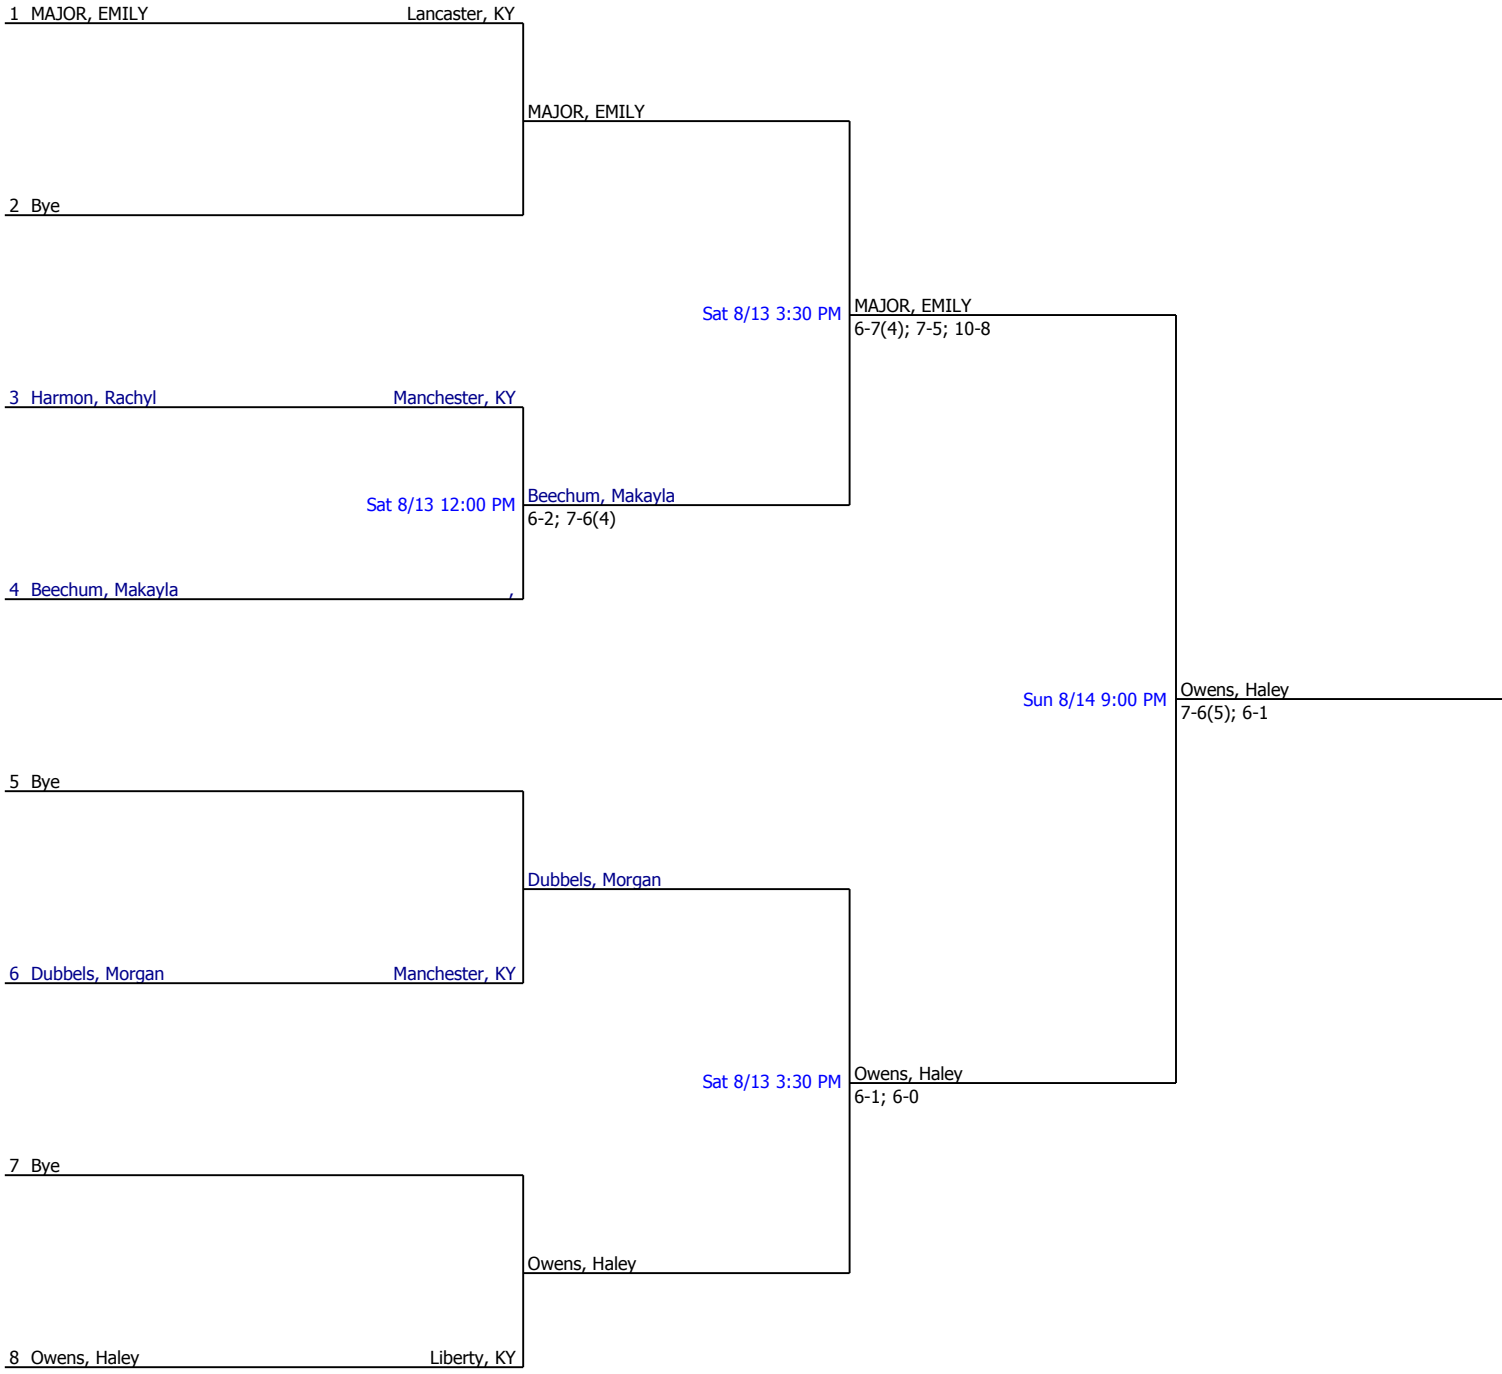 1 MAJOR, EMILY Lancaster, KY
MAJOR, EMILY
2 Bye
Sat 8/13 3:30 PM
MAJOR, EMILY
6-7(4); 7-5; 10-8
3 Harmon, Rachyl Manchester, KY
Sat 8/13 12:00 PM
Beechum, Makayla
6-2; 7-6(4)
4 Beechum, Makayla ,
Sun 8/14 9:00 PM
Owens, Haley
7-6(5); 6-1
5 Bye
Dubbels, Morgan
6 Dubbels, Morgan Manchester, KY
Sat 8/13 3:30 PM
Owens, Haley
6-1; 6-0
7 Bye
Owens, Haley
8 Owens, Haley Liberty, KY